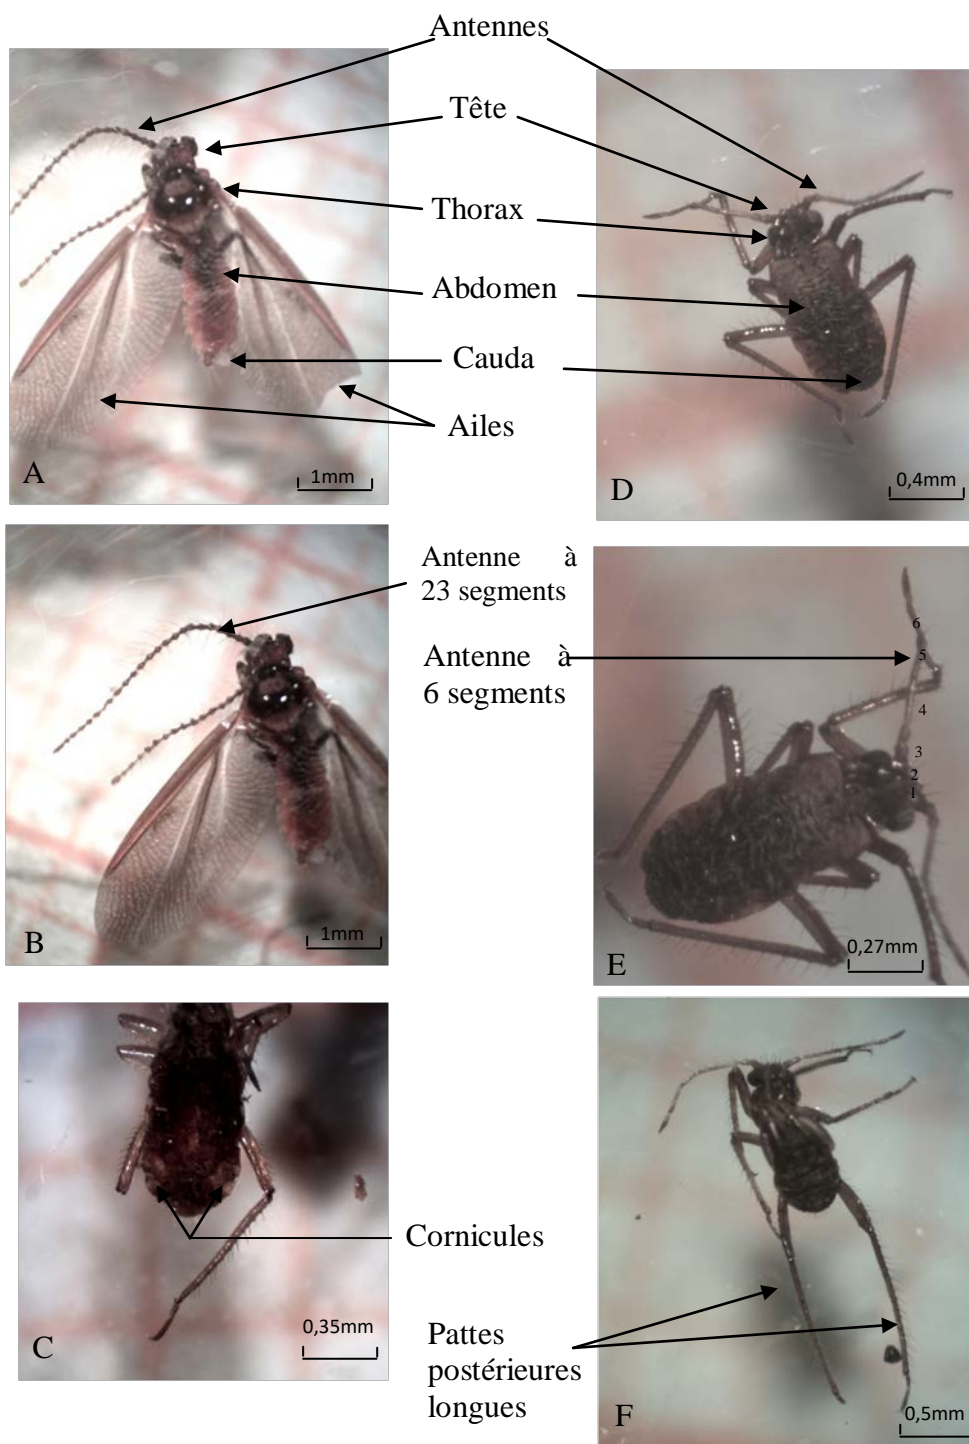 Antennes
Tête
Thorax
Abdomen
Cauda
Ailes
A
1mm
D
0,4mm
Antenne à
23 segments
Antenne à
6 segments
B
1mm
6
5
4
3
2
1
E
0,27mm
Cornicules
C
0,35mm
Pattes
postérieures
longues
F
0,5mm